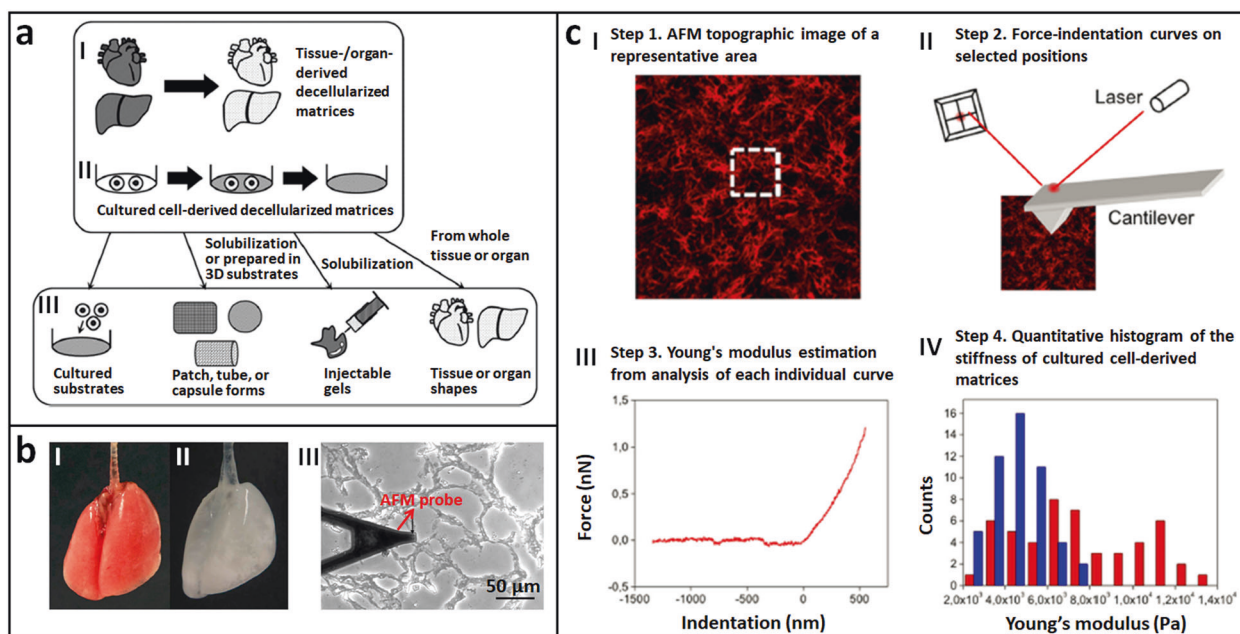 a
I
Tissue-/organ-
derived
decellularized
matrices
II
Cultured cell-derived decellularized matrices
Solubilization
or prepared in
3D substrates
Solubilization
From whole
tissue or organ
III
Cultured
substrates
Patch, tube, or
capsule forms
Injectable
gels
Tissue or organ
shapes
b
I
II
III
AFM probe
50 μm
c
I
Step 1. AFM topographic image of a
representative area
II
Step 2. Force-indentation curves on
selected positions
Laser
Cantilever
III
Step 3. Young's modulus estimation
from analysis of each individual curve
Force (nN)
1,5
1,0
0,5
0,0
-0,5
-1500
-1000
-500
0
500
Indentation (nm)
IV
Step 4. Quantitative histogram of the
stiffness of cultured cell-derived
matrices
Counts
16
14
12
10
8
6
4
2
0
2,0x10³ 4,0x10³ 6,0x10³ 8,0x10³ 1,0x10⁴ 1,2x10⁴ 1,4x10⁴
Young's modulus (Pa)